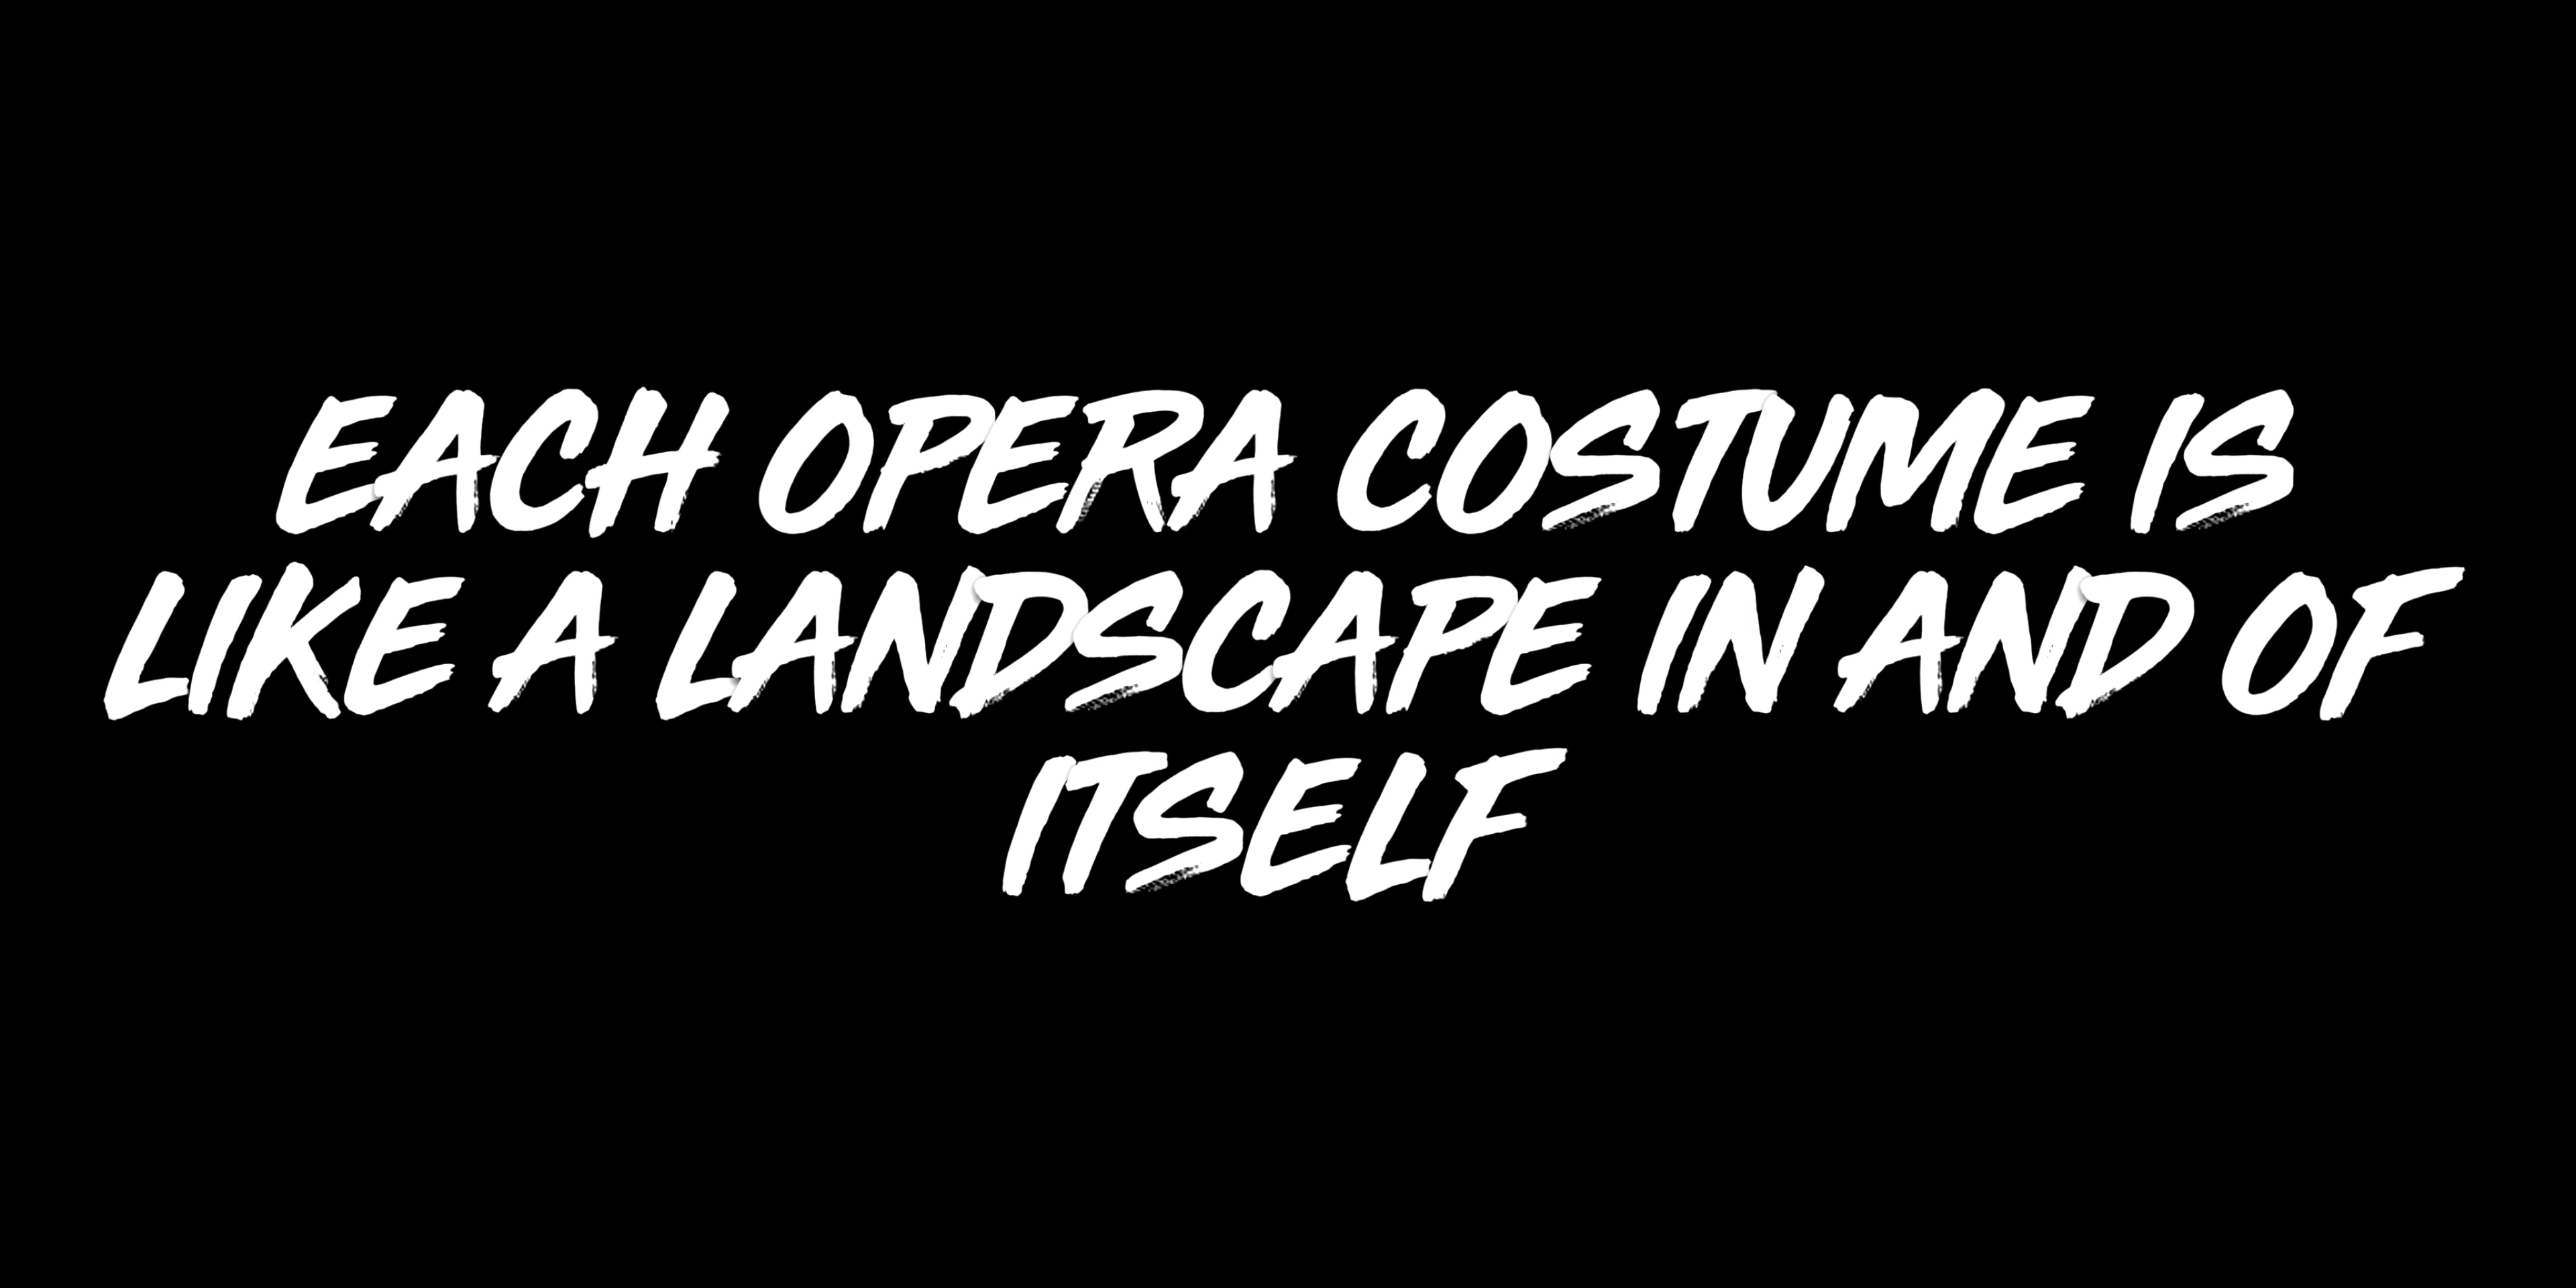 EACH OPERA COSTUME IS
LIKE A LANDSCAPE IN AND OF
ITSELF